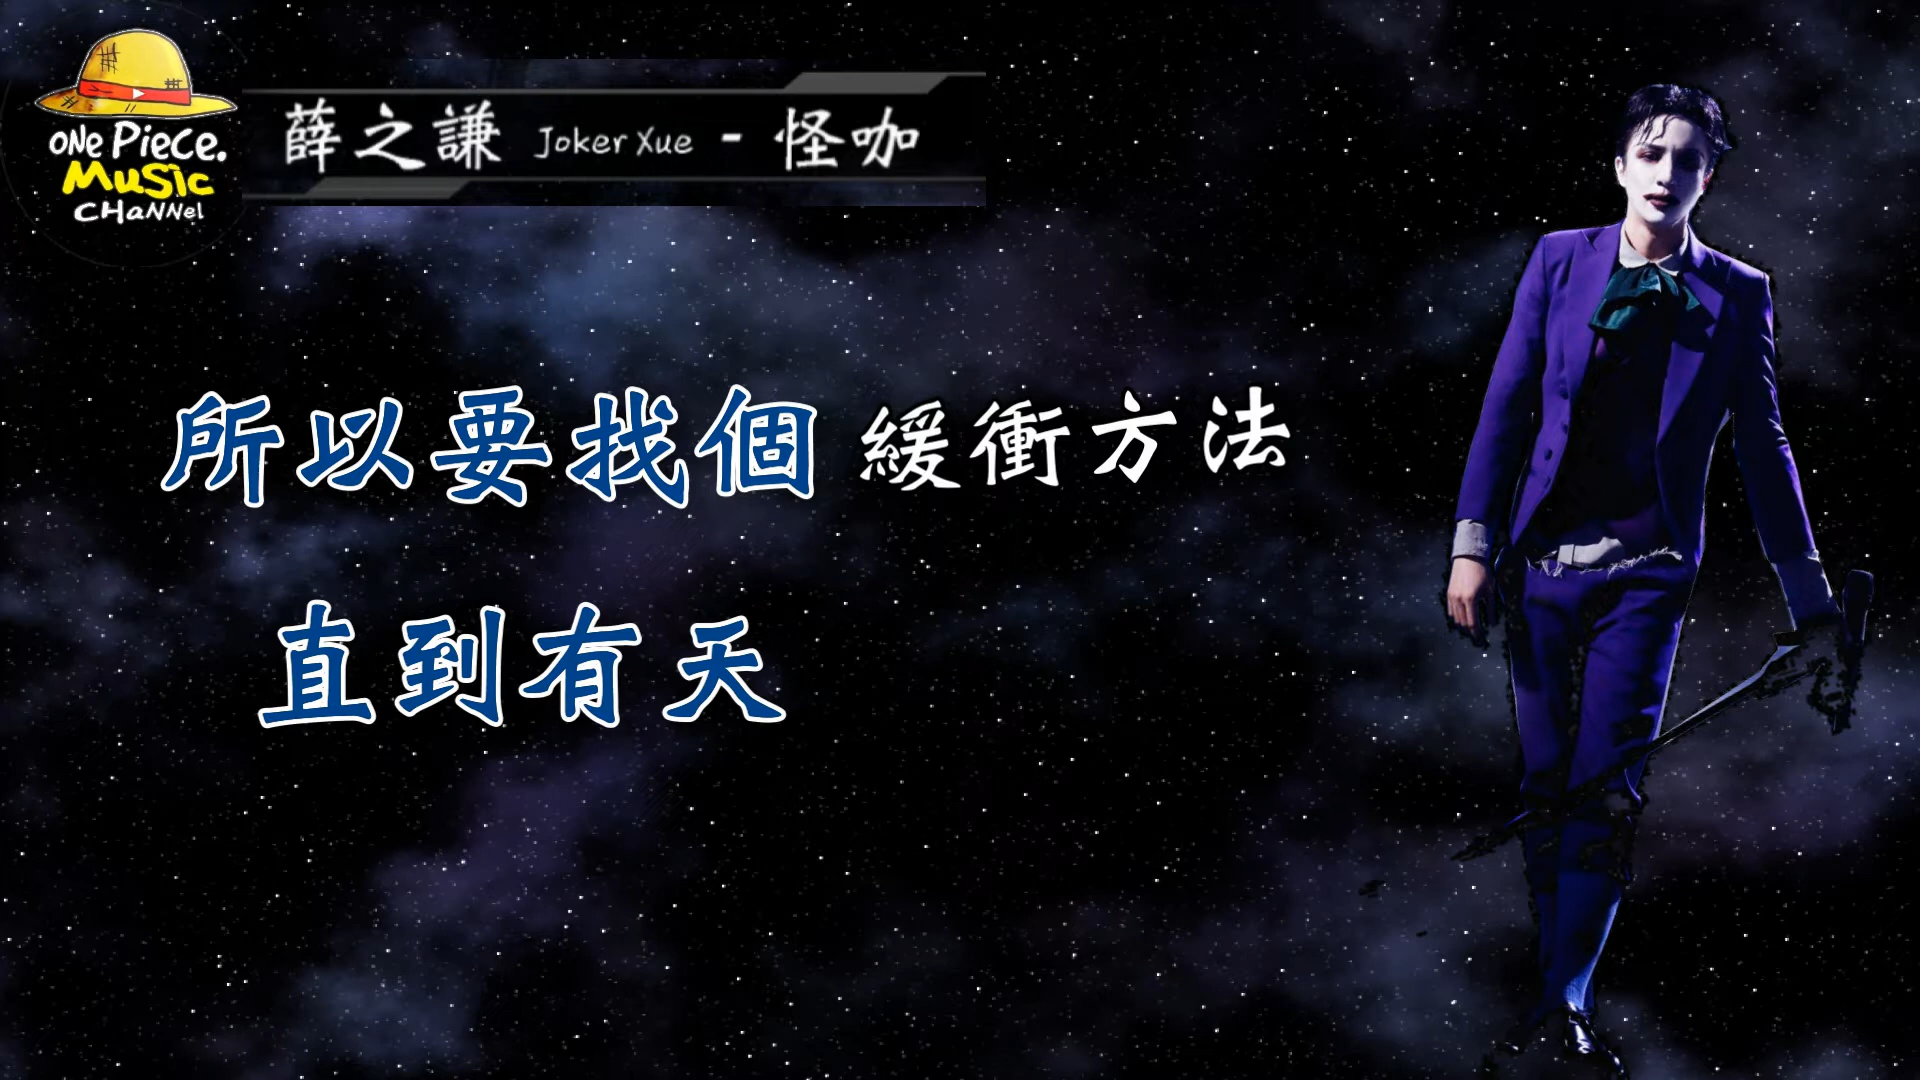 ONE PIECE.
MUSIC
CHANNEL
薛之謙 Joker Xue - 怪咖
所以要找個緩衝方法
直到有天